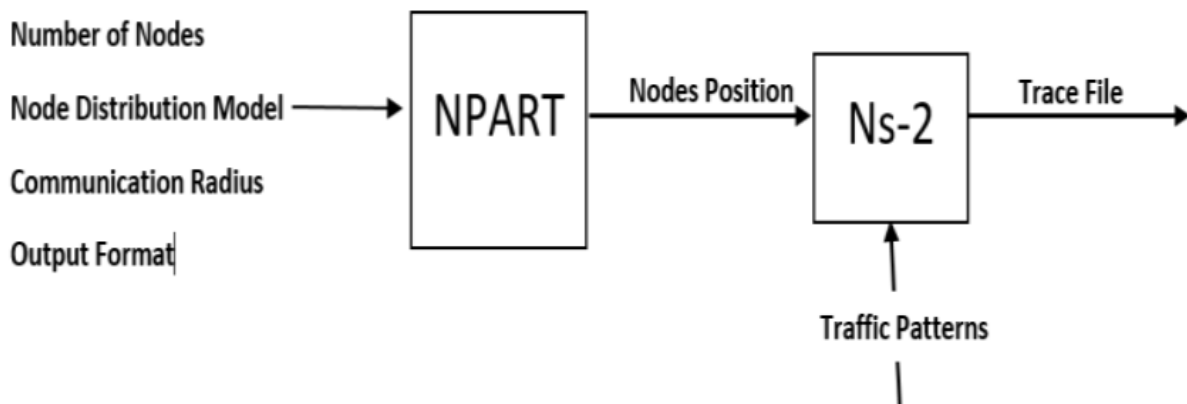 Number of Nodes
Node Distribution Model
Communication Radius
Output Format
NPART
Nodes Position
Ns-2
Trace File
Traffic Patterns